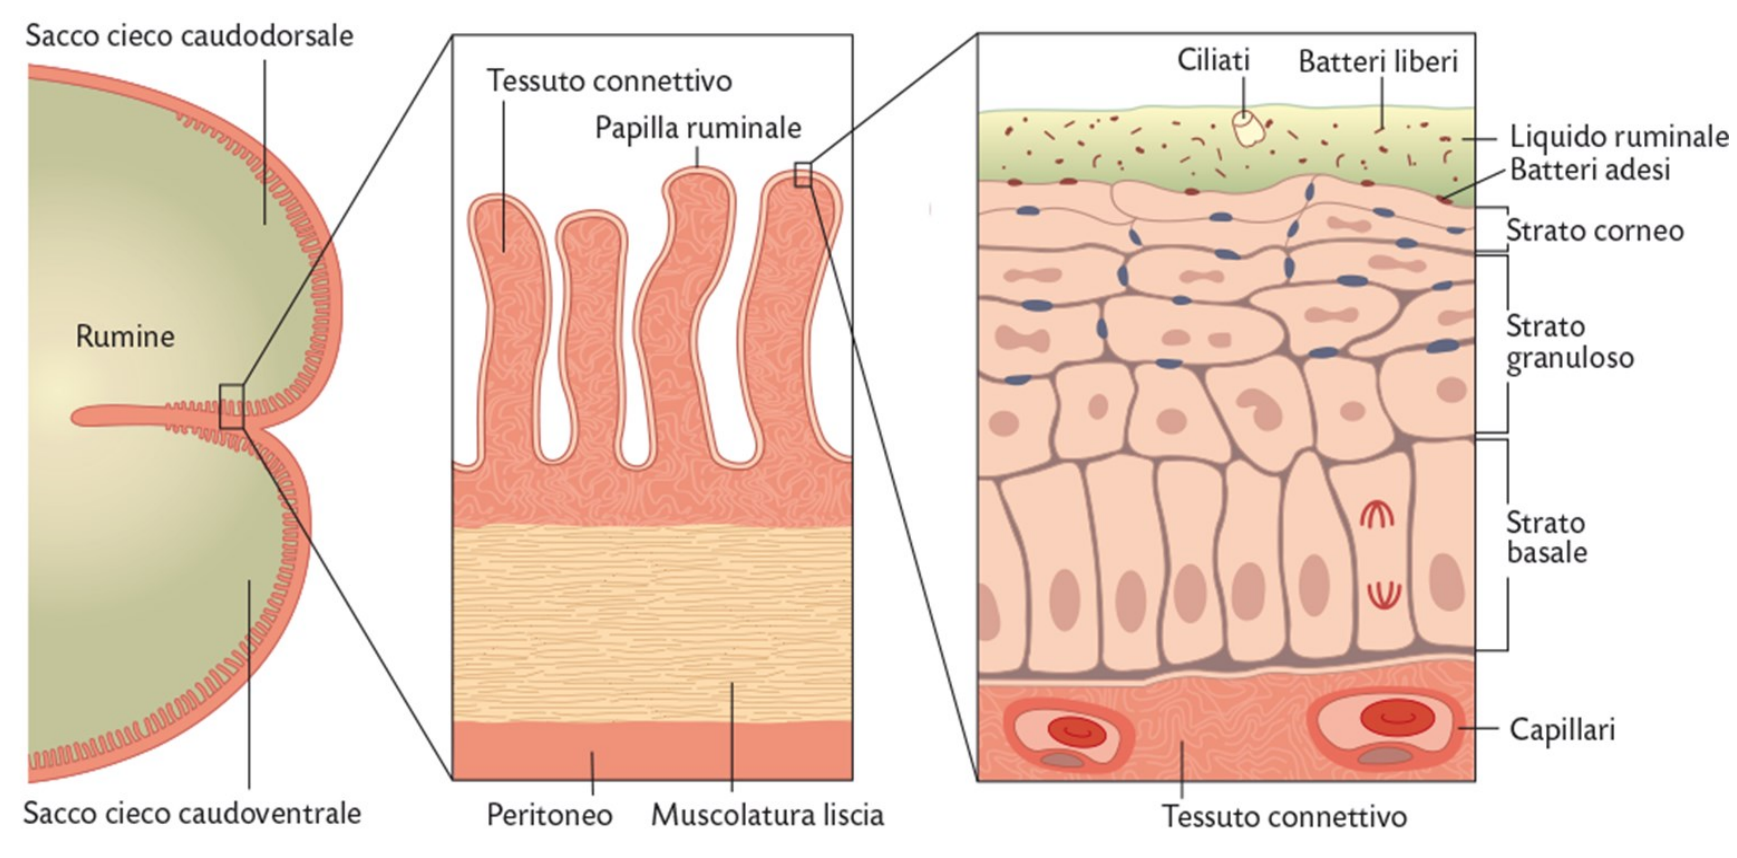 Sacco cieco caudodorsale
Rumine
Sacco cieco caudoventrale
Tessuto connettivo
Papilla ruminale
Peritoneo
Muscolatura liscia
Ciliati
Batteri liberi
Liquido ruminale
Batteri adesi
Strato corneo
Strato
granuloso
Strato
basale
Capillari
Tessuto connettivo